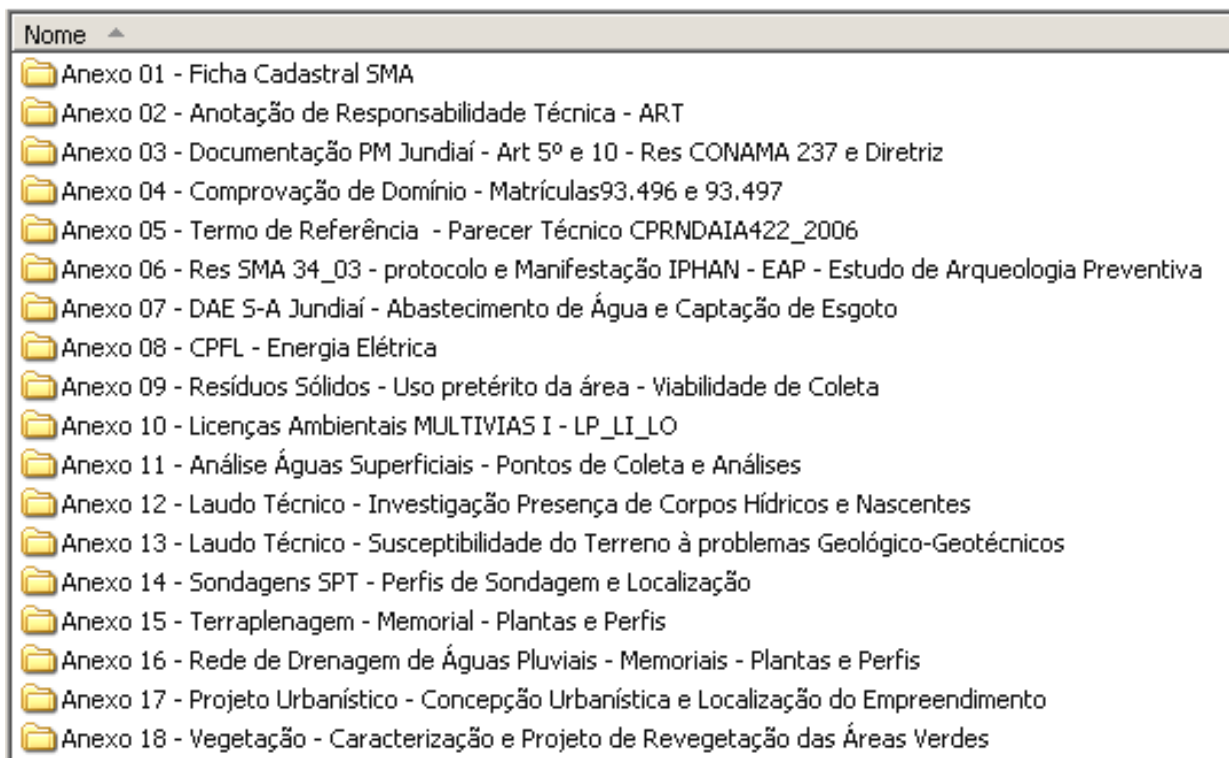 Nome
Anexo 01 - Ficha Cadastral SMA
Anexo 02 - Anotação de Responsabilidade Técnica - ART
Anexo 03 - Documentação PM Jundiaí - Art 5º e 10 - Res CONAMA 237 e Diretriz
Anexo 04 - Comprovação de Domínio - Matrículas93.496 e 93.497
Anexo 05 - Termo de Referência  - Parecer Técnico CPRNDAIA422_2006
Anexo 06 - Res SMA 34_03 - protocolo e Manifestação IPHAN - EAP - Estudo de Arqueologia Preventiva
Anexo 07 - DAE S-A Jundiaí - Abastecimento de Água e Captação de Esgoto
Anexo 08 - CPFL - Energia Elétrica
Anexo 09 - Resíduos Sólidos - Uso pretérito da área - Viabilidade de Coleta
Anexo 10 - Licenças Ambientais MULTIVIAS I - LP_LI_LO
Anexo 11 - Análise Águas Superficiais - Pontos de Coleta e Análises
Anexo 12 - Laudo Técnico - Investigação Presença de Corpos Hídricos e Nascentes
Anexo 13 - Laudo Técnico - Susceptibilidade do Terreno à problemas Geológico-Geotécnicos
Anexo 14 - Sondagens SPT - Perfis de Sondagem e Localização
Anexo 15 - Terraplenagem - Memorial - Plantas e Perfis
Anexo 16 - Rede de Drenagem de Águas Pluviais - Memoriais - Plantas e Perfis
Anexo 17 - Projeto Urbanístico - Concepção Urbanística e Localização do Empreendimento
Anexo 18 - Vegetação - Caracterização e Projeto de Revegetação das Áreas Verdes